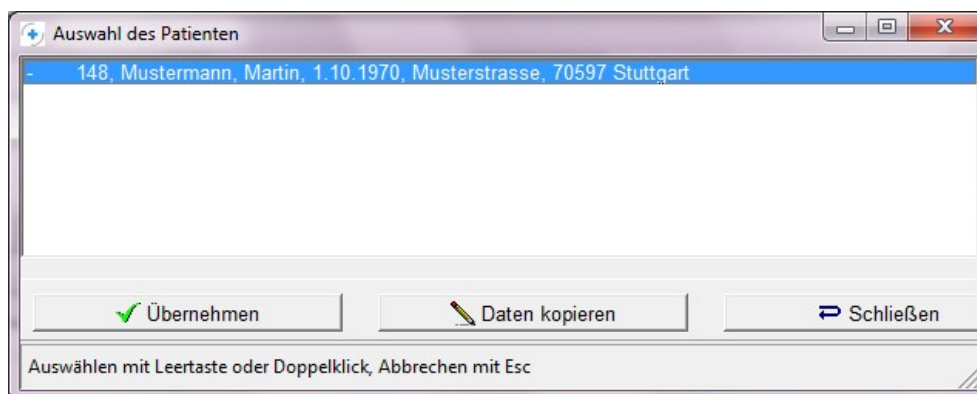 Auswahl des Patienten
- 148, Mustermann, Martin, 1.10.1970, Musterstrasse, 70597 Stuttgart
Übernehmen Daten kopieren Schließen
Auswählen mit Leertaste oder Doppelklick, Abbrechen mit Esc